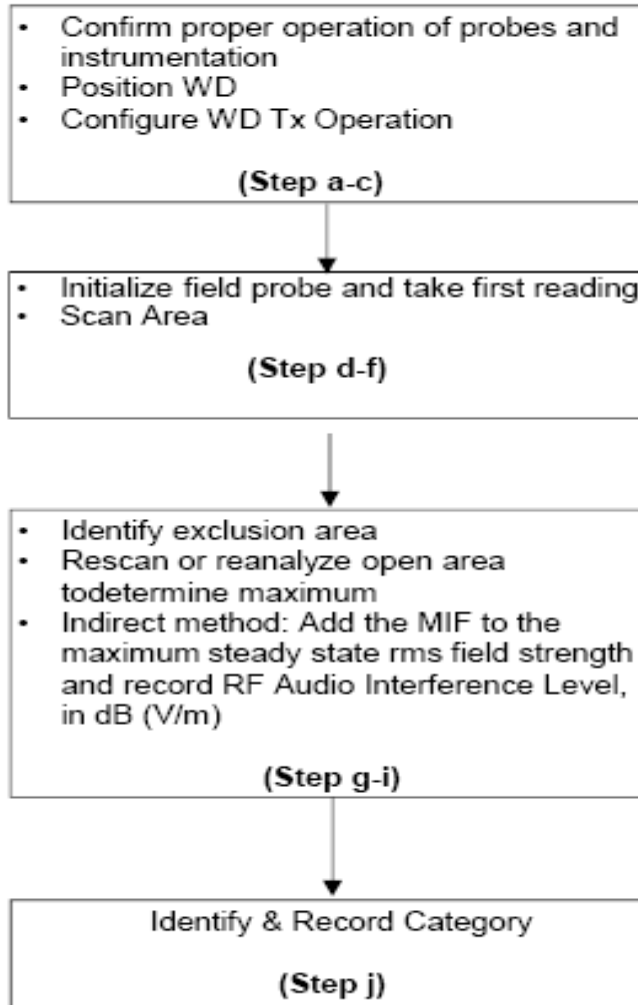 • Confirm proper operation of probes and
instrumentation
• Position WD
• Configure WD Tx Operation
(Step a-c)
• Initialize field probe and take first reading
• Scan Area
(Step d-f)
• Identify exclusion area
• Rescan or reanalyze open area
todetermine maximum
• Indirect method: Add the MIF to the
maximum steady state rms field strength
and record RF Audio Interference Level,
in dB (V/m)
(Step g-i)
Identify & Record Category
(Step j)